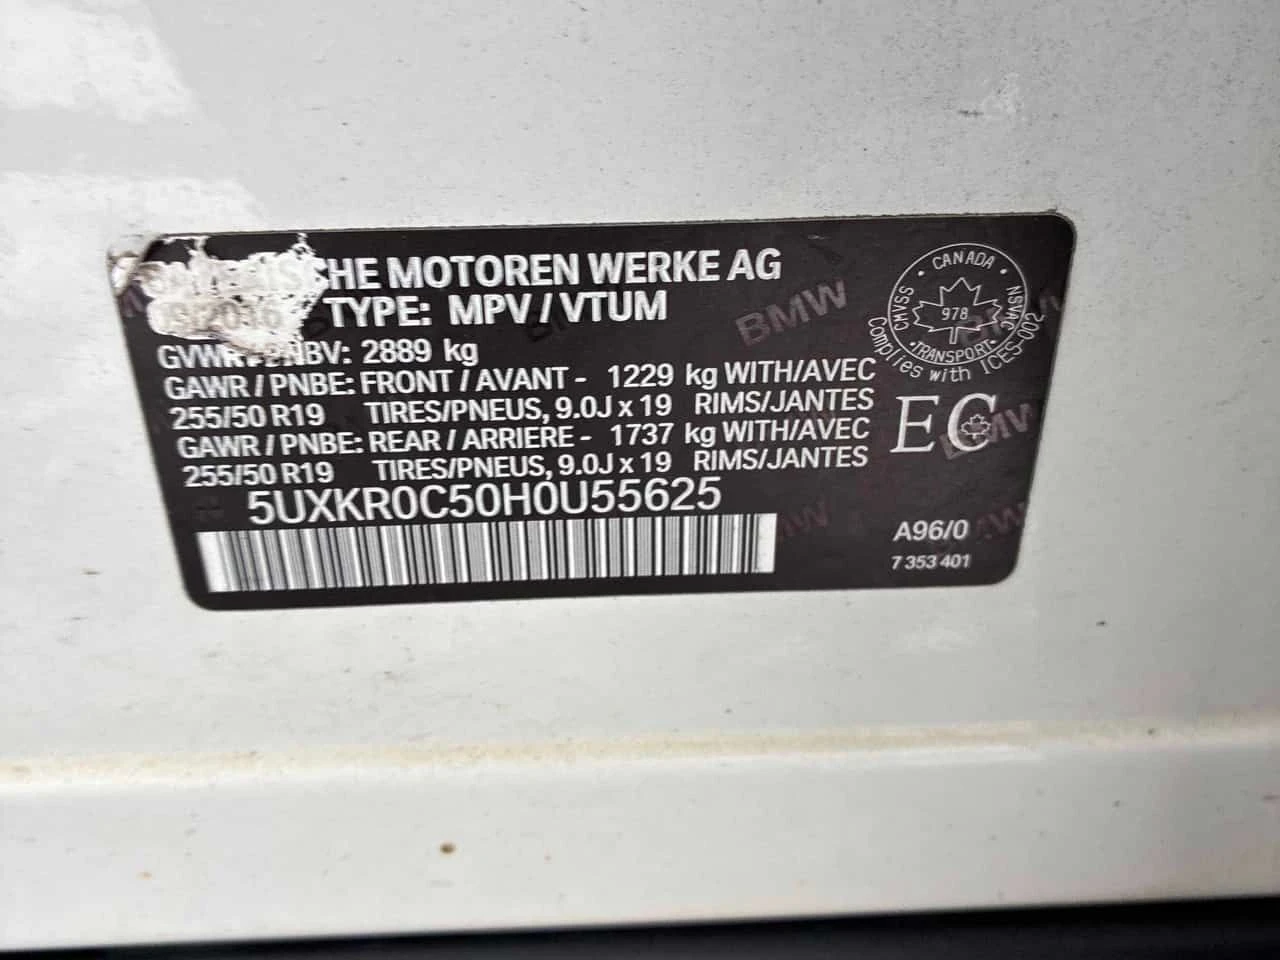 MOTOREN WERKE AG
TYPE: MPV / VTUM
2889 kg
GAWR / PNBE: FRONT / AVANT - 1229 kg WITH/AVEC
255/50 R19 TIRES/PNEUS, 9.0J x 19 RIMS/JANTES
GAWR / PNBE: REAR / ARRIERE - 1737 kg WITH/AVEC
255/50 R19 TIRES/PNEUS, 9.0J x 19 RIMS/JANTES
5UXKR0C50H0U55625
CANADA
CMVSS
NSVAC
978
TRANSPORT
Complies with ICES-002
EC
A96/0
7 353 401
BMW
BMW